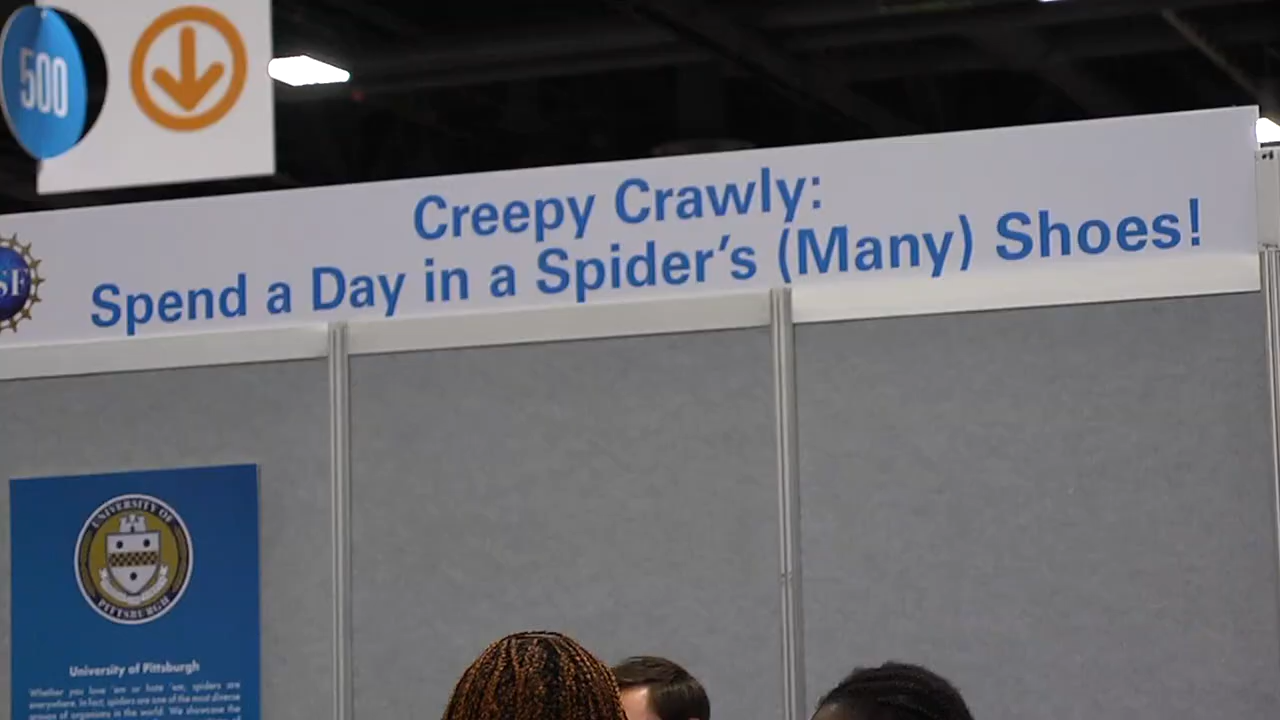 500
Creepy Crawly:
Spend a Day in a Spider's (Many) Shoes!
SF
UNIVERSITY OF
PITTSBURGH
University of Pittsburgh
Whether you love 'em or hate 'em, spiders are
everywhere. In fact, spiders are one of the most diverse
groups of organisms in the world. We showcase the